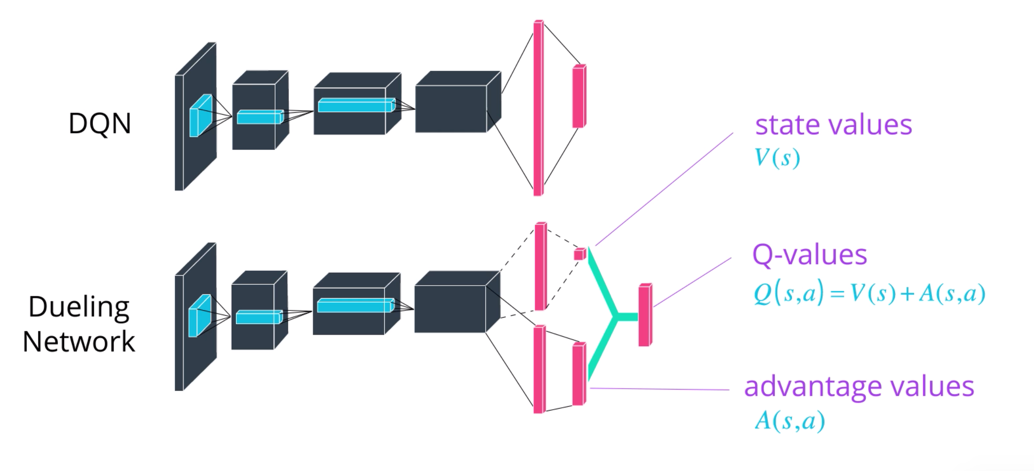 DQN
state values
V(s)
Dueling
Network
Q-values
Q(s,a) = V(s) + A(s,a)
advantage values
A(s,a)